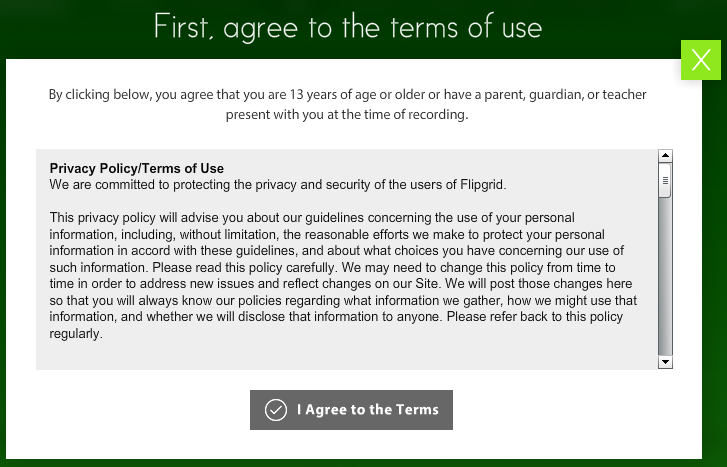 First, agree to the terms of use
X
By clicking below, you agree that you are 13 years of age or older or have a parent, guardian, or teacher
present with you at the time of recording.
Privacy Policy/Terms of Use
We are committed to protecting the privacy and security of the users of Flipgrid.
This privacy policy will advise you about our guidelines concerning the use of your personal
information, including, without limitation, the reasonable efforts we make to protect your personal
information in accord with these guidelines, and about what choices you have concerning our use of
such information. Please read this policy carefully. We may need to change this policy from time to
time in order to address new issues and reflect changes on our Site. We will post those changes here
so that you will always know our policies regarding what information we gather, how we might use that
information, and whether we will disclose that information to anyone. Please refer back to this policy
regularly.
I Agree to the Terms